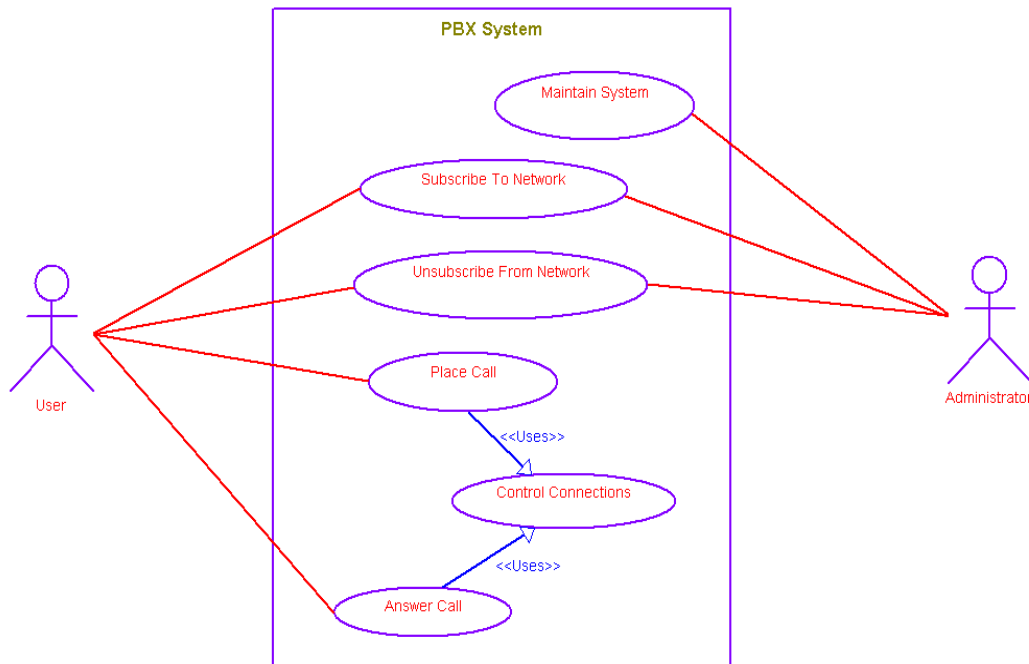 PBX System
Maintain System
Subscribe To Network
Unsubscribe From Network
Place Call
User
Administrator
<<Uses>>
Control Connections
<<Uses>>
Answer Call